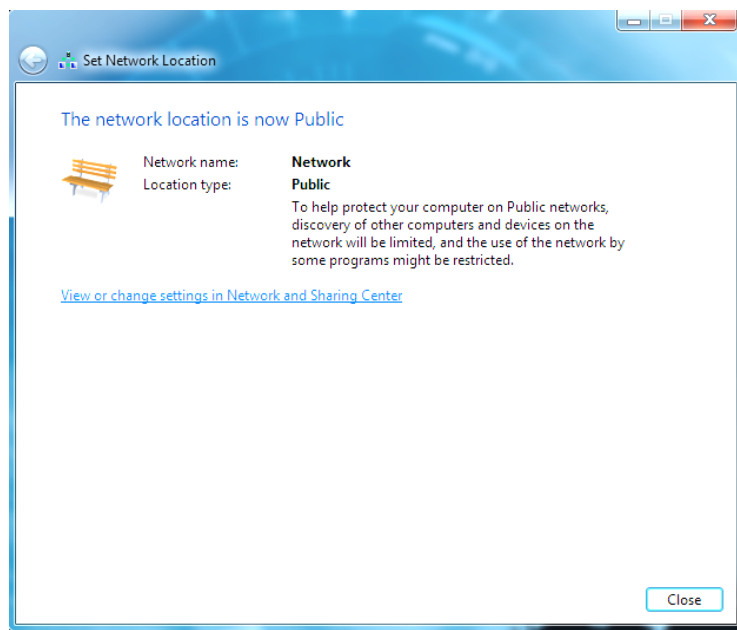 Set Network Location
The network location is now Public
Network name: Network
Location type: Public
To help protect your computer on Public networks,
discovery of other computers and devices on the
network will be limited, and the use of the network by
some programs might be restricted.
View or change settings in Network and Sharing Center
Close